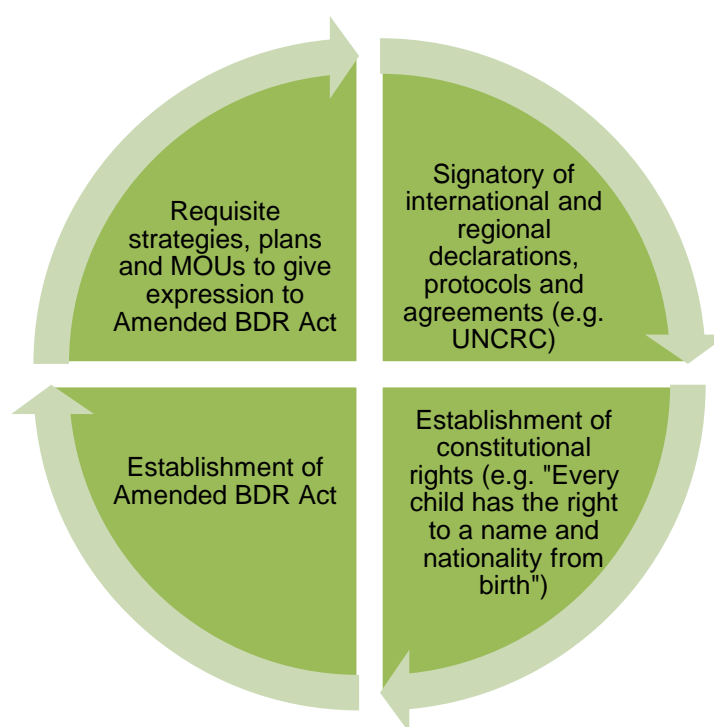 Requisite
strategies, plans
and MOUs to give
expression to
Amended BDR Act
Signatory of
international and
regional
declarations,
protocols and
agreements (e.g.
UNCRC)
Establishment of
Amended BDR Act
Establishment of
constitutional
rights (e.g. "Every
child has the right
to a name and
nationality from
birth")